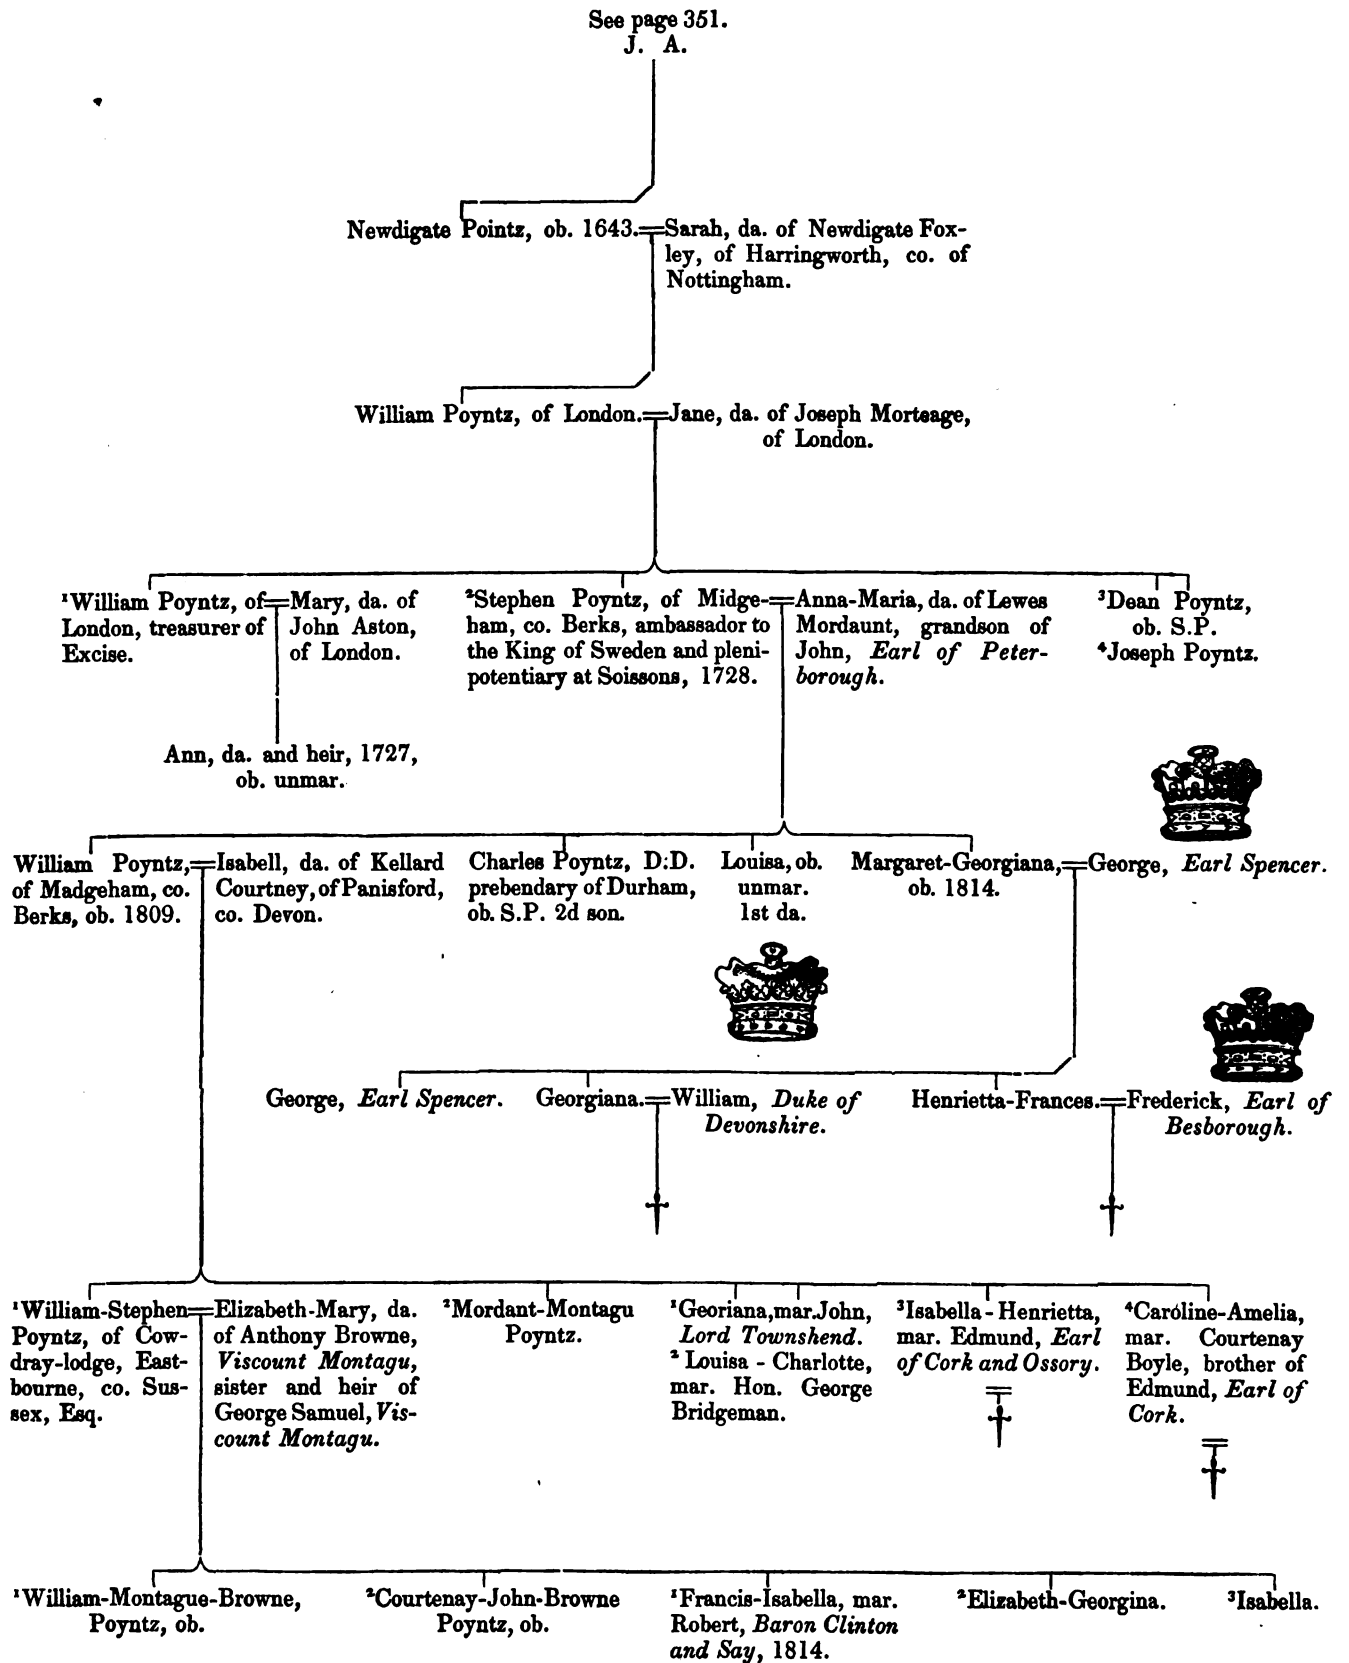 See page 351.
J. A.
Newdigate Pointz, ob. 1643.=Sarah, da. of Newdigate Fox-
ley, of Harringworth, co. of
Nottingham.
William Poyntz, of London.=Jane, da. of Joseph Morteage,
of London.
¹William Poyntz, of=Mary, da. of
London, treasurer of
Excise.
John Aston,
of London.
²Stephen Poyntz, of Midge-=Anna-Maria, da. of Lewes
ham, co. Berks, ambassador to
the King of Sweden and pleni-
potentiary at Soissons, 1728.
Mordaunt, grandson of
John, Earl of Peter-
borough.
³Dean Poyntz,
ob. S.P.
⁴Joseph Poyntz.
Ann, da. and heir, 1727,
ob. unmar.
William Poyntz,=Isabell, da. of Kellard
of Madgeham, co.
Berks, ob. 1809.
Courtney, of Panisford,
co. Devon.
Charles Poyntz, D.D.
prebendary of Durham,
ob. S.P. 2d son.
Louisa, ob.
unmar.
1st da.
Margaret-Georgiana,=George, Earl Spencer.
ob. 1814.
George, Earl Spencer.
Georgiana.=William, Duke of
Devonshire.
Henrietta-Frances.=Frederick, Earl of
Besborough.
¹William-Stephen=Elizabeth-Mary, da.
Poyntz, of Cow-
dray-lodge, East-
bourne, co. Sus-
sex, Esq.
of Anthony Browne,
Viscount Montagu,
sister and heir of
George Samuel, Vis-
count Montagu.
²Mordant-Montagu
Poyntz.
¹Georiana, mar. John,
Lord Townshend.
² Louisa - Charlotte,
mar. Hon. George
Bridgeman.
³Isabella - Henrietta,
mar. Edmund, Earl
of Cork and Ossory.
⁴Caroline-Amelia,
mar. Courtenay
Boyle, brother of
Edmund, Earl of
Cork.
¹William-Montague-Browne,
Poyntz, ob.
²Courtenay-John-Browne
Poyntz, ob.
¹Francis-Isabella, mar.
Robert, Baron Clinton
and Say, 1814.
²Elizabeth-Georgina.
³Isabella.